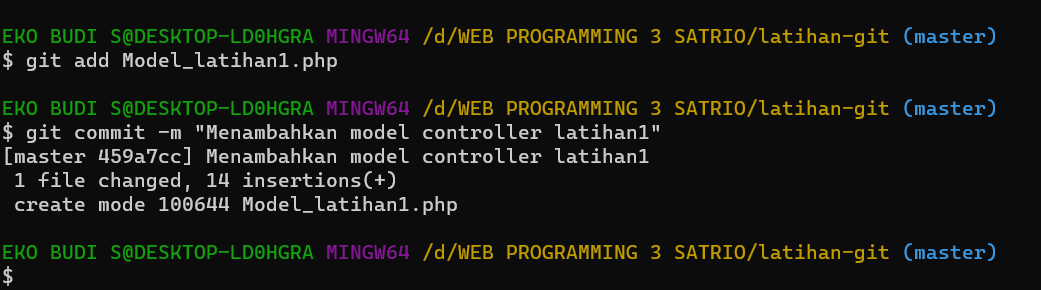 EKO BUDI S@DESKTOP-LD0HGRA MINGW64 /d/WEB PROGRAMMING 3 SATRIO/latihan-git (master)
$ git add Model_latihan1.php
EKO BUDI S@DESKTOP-LD0HGRA MINGW64 /d/WEB PROGRAMMING 3 SATRIO/latihan-git (master)
$ git commit -m "Menambahkan model controller latihan1"
[master 459a7cc] Menambahkan model controller latihan1
 1 file changed, 14 insertions(+)
 create mode 100644 Model_latihan1.php
EKO BUDI S@DESKTOP-LD0HGRA MINGW64 /d/WEB PROGRAMMING 3 SATRIO/latihan-git (master)
$